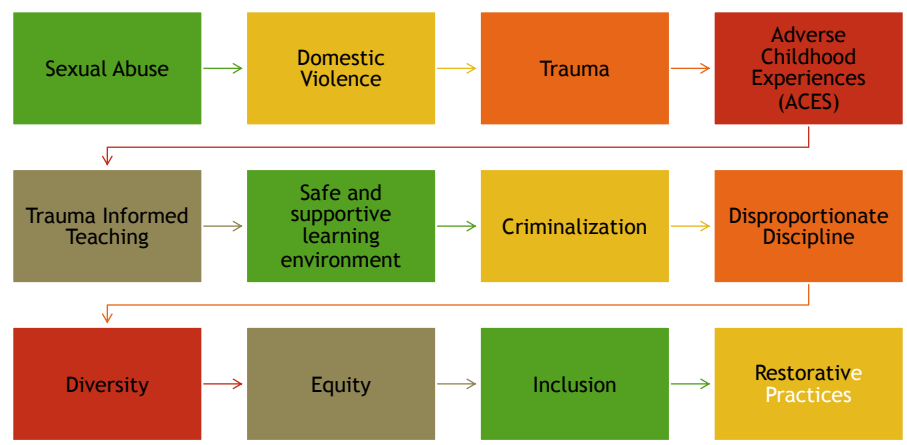 Sexual Abuse
Domestic
Violence
Trauma
Adverse
Childhood
Experiences
(ACES)
Trauma Informed
Teaching
Safe and
supportive
learning
environment
Criminalization
Disproportionate
Discipline
Diversity
Equity
Inclusion
Restorative
Practices